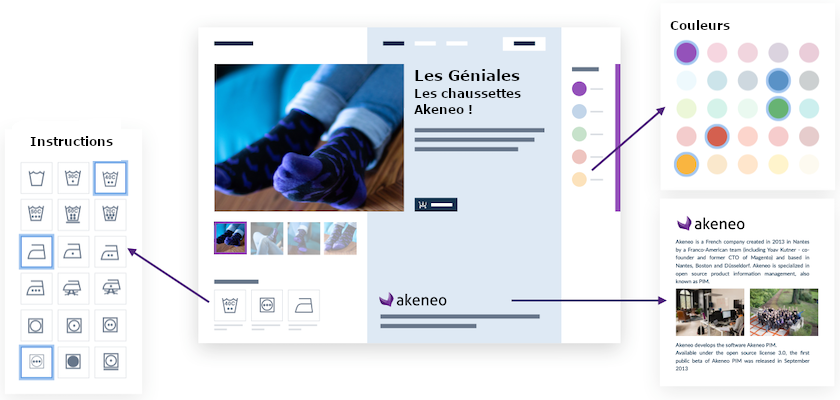 Couleurs
Les Géniales
Les chaussettes
Akeneo !
Instructions
40C
akeneo
akeneo
Akeneo is a French company created in 2013 in Nantes
by a Franco-American team (including Yoav Kutner - co-
founder and former CTO of Magento) and based in
Nantes, Boston and Düsseldorf. Akeneo is specialized in
open source product information management, also
known as PIM.
Akeneo develops the software Akeneo PIM.
Available under the open source license 3.0, the first
public beta of Akeneo PIM was released in September
2013